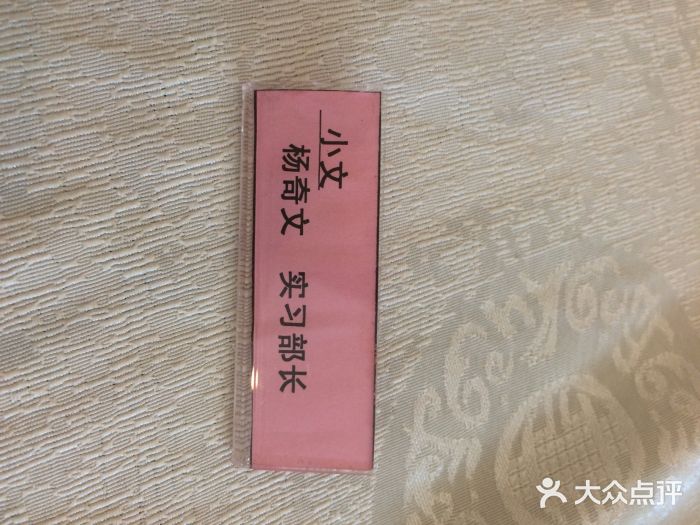 小文
杨奇文 实习部长
大众点评